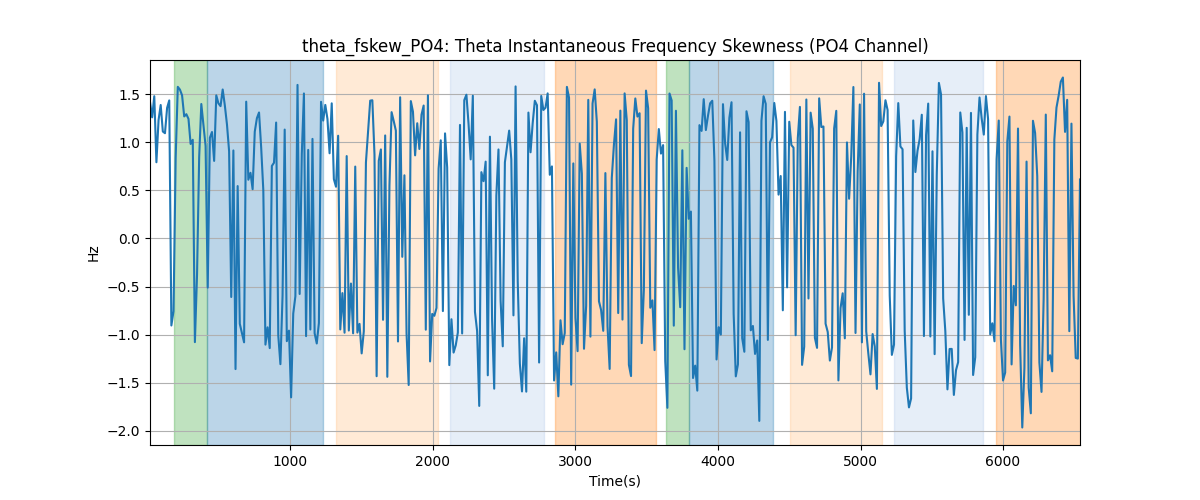 theta_fskew_PO4: Theta Instantaneous Frequency Skewness (PO4 Channel)
Hz
1.5
1.0
0.5
0.0
−0.5
−1.0
−1.5
−2.0
1000 2000 3000 4000 5000 6000
Time(s)